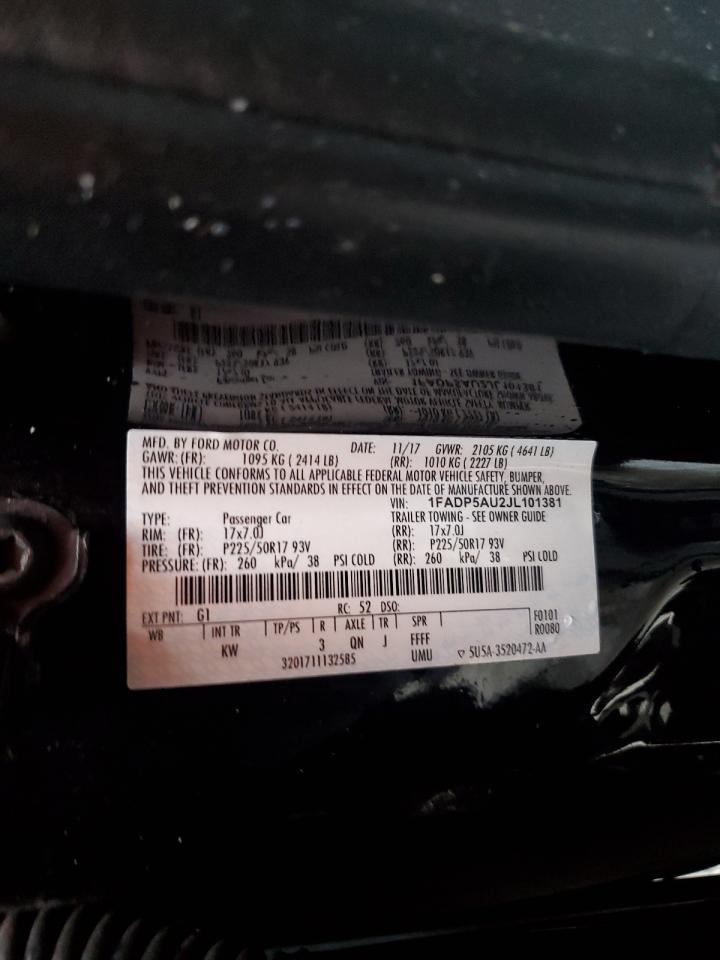 MFD. BY FORD MOTOR CO. DATE: 11/17 GVWR: 2105 KG ( 4641 LB)
GAWR: (FR): 1095 KG ( 2414 LB) (RR): 1010 KG ( 2227 LB)
THIS VEHICLE CONFORMS TO ALL APPLICABLE FEDERAL MOTOR VEHICLE SAFETY, BUMPER,
AND THEFT PREVENTION STANDARDS IN EFFECT ON THE DATE OF MANUFACTURE SHOWN ABOVE.
VIN: 1FADP5AU2JL101381
TYPE: Passenger Car TRAILER TOWING - SEE OWNER GUIDE
RIM: (FR): 17x7.0J (RR): 17x7.0J
TIRE: (FR): P225/50R17 93V (RR): P225/50R17 93V
PRESSURE: (FR): 260 kPa/ 38 PSI COLD (RR): 260 kPa/ 38 PSI COLD
EXT PNT: G1 RC: 52 DSO:
WB INT TR TP/PS R AXLE TR SPR F0101
R0080
KW 3 QN J FFFF
3201711132585 UMU ▽ 5U5A-3520472-AA